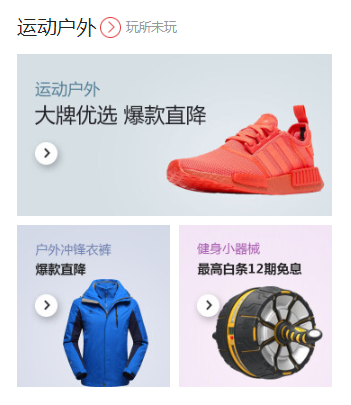 运动户外 玩所未玩
运动户外
大牌优选 爆款直降
户外冲锋衣裤
爆款直降
健身小器械
最高白条12期免息